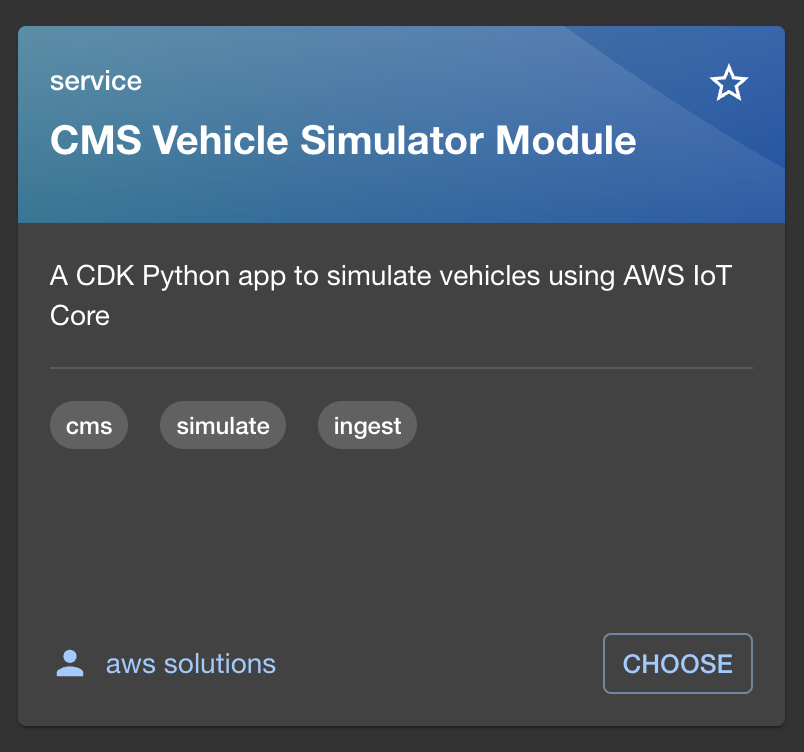 service
CMS Vehicle Simulator Module
A CDK Python app to simulate vehicles using AWS IoT
Core
cms simulate ingest
aws solutions CHOOSE